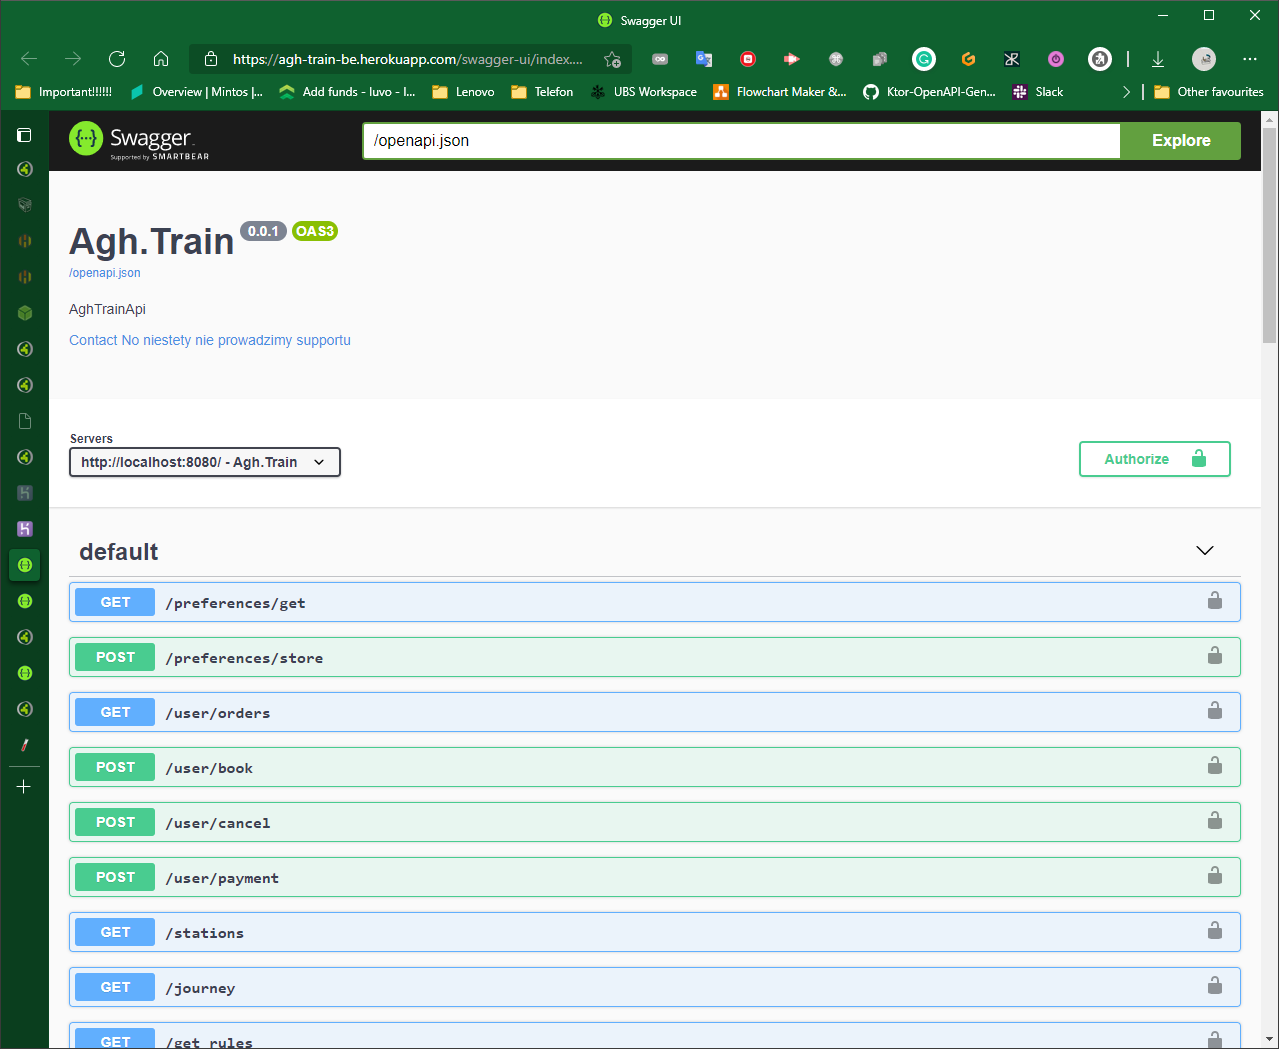 Swagger UI
https://agh-train-be.herokuapp.com/swagger-ui/index....
Important!!!!!!
Overview | Mintos |...
Add funds - Iuvo - I...
Lenovo
Telefon
UBS Workspace
Flowchart Maker &...
Ktor-OpenAPI-Gen...
Slack
Other favourites
Swagger
Supported by SMARTBEAR
/openapi.json
Explore
Agh.Train 0.0.1 OAS3
/openapi.json
AghTrainApi
Contact No niestety nie prowadzimy supportu
Servers
http://localhost:8080/ - Agh.Train
Authorize
default
GET /preferences/get
POST /preferences/store
GET /user/orders
POST /user/book
POST /user/cancel
POST /user/payment
GET /stations
GET /journey
GET /get_rules